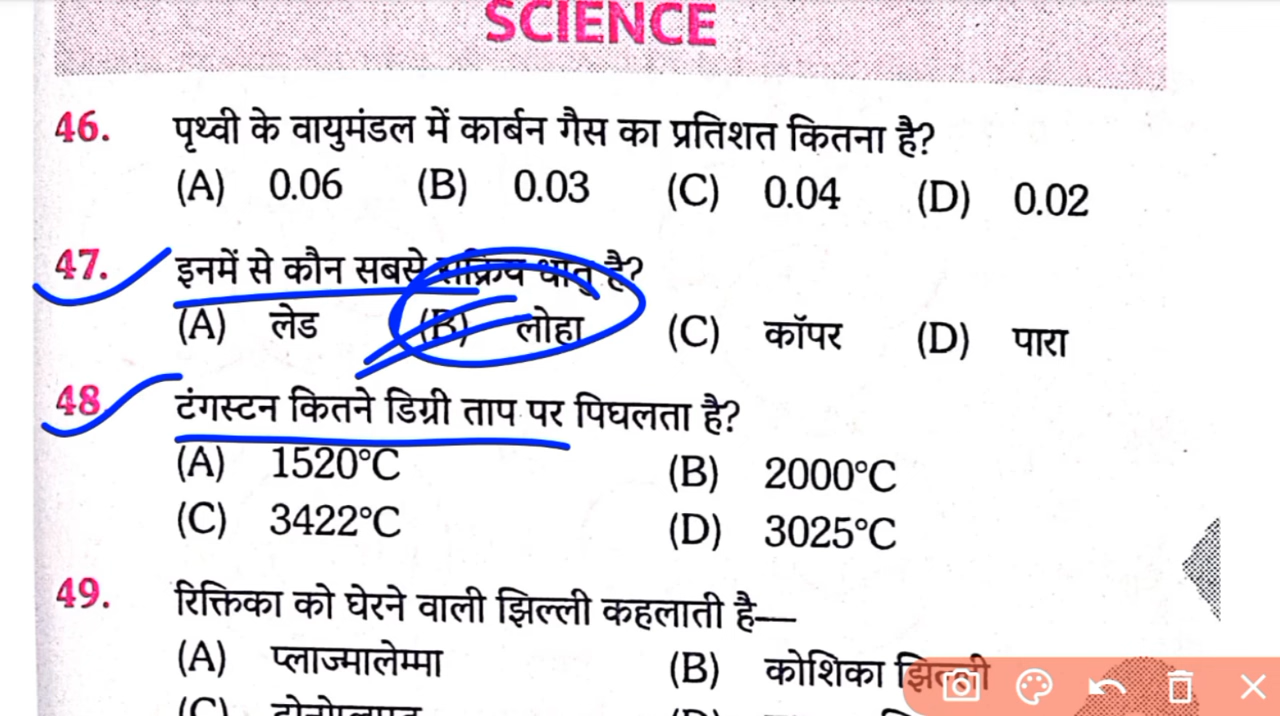 SCIENCE
46. पृथ्वी के वायुमंडल में कार्बन गैस का प्रतिशत कितना है?
(A) 0.06 (B) 0.03 (C) 0.04 (D) 0.02
47. इनमें से कौन सबसे सक्रिय धातु है?
(A) लेड (B) लोहा (C) कॉपर (D) पारा
48. टंगस्टन कितने डिग्री ताप पर पिघलता है?
(A) 1520°C (B) 2000°C
(C) 3422°C (D) 3025°C
49. रिक्तिका को घेरने वाली झिल्ली कहलाती है—
(A) प्लाज्मालेम्मा (B) कोशिका झिल्ली
(C) (D)